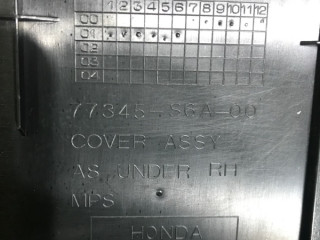 1 2 3 4 5 6 7 8 9 10 11 12
00
01
02
03
04
77345-S6A-00
COVER ASSY
AS, UNDER RH
MPS
HONDA